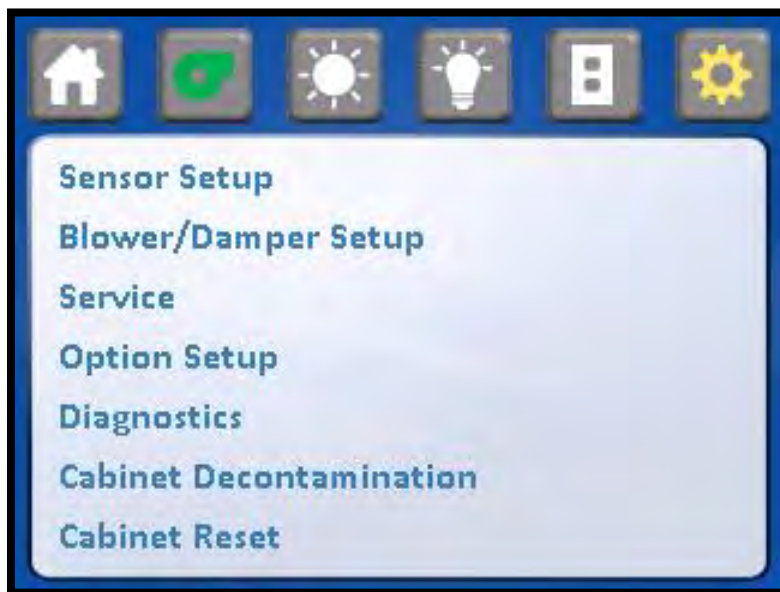 Sensor Setup
Blower/Damper Setup
Service
Option Setup
Diagnostics
Cabinet Decontamination
Cabinet Reset